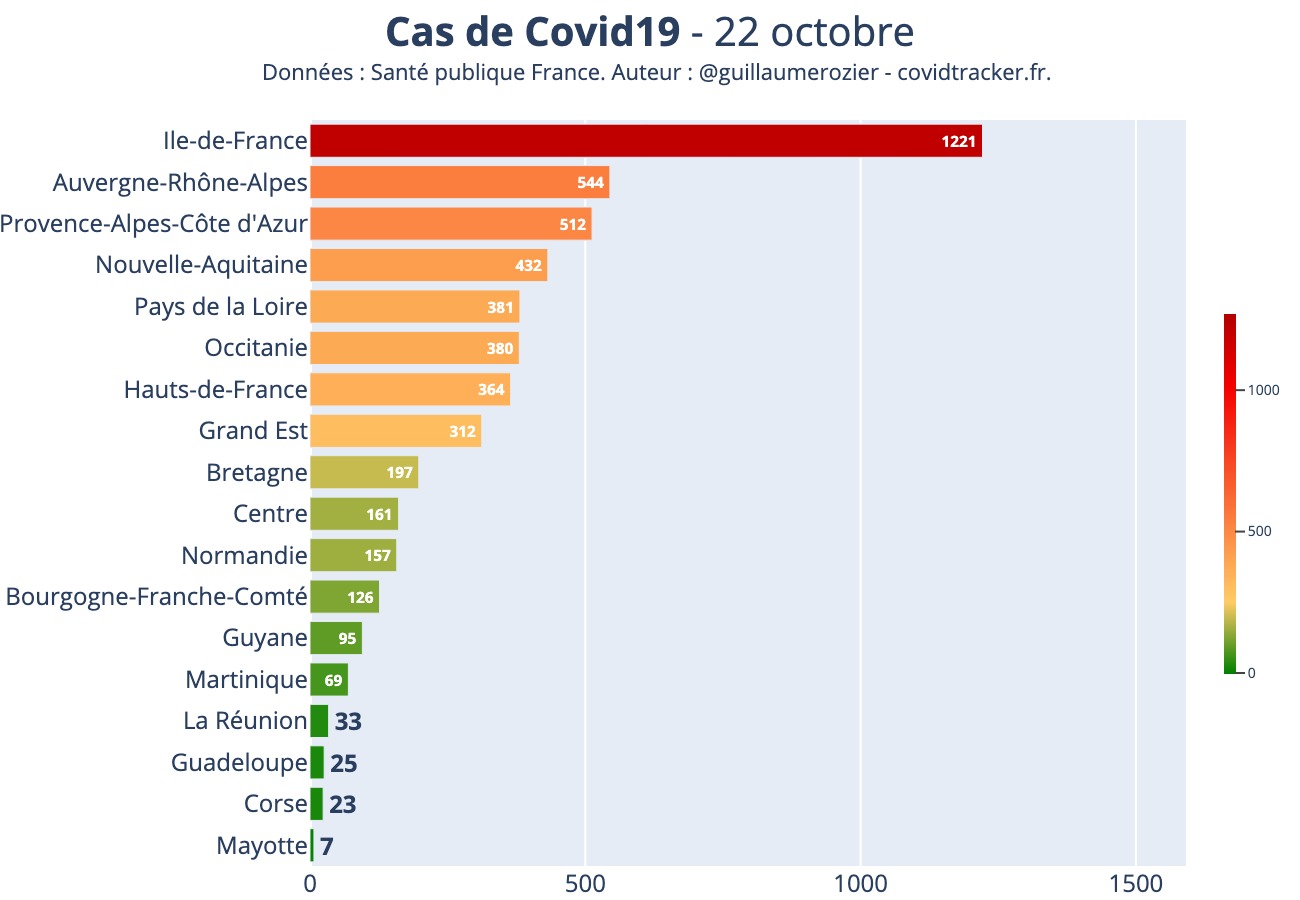 Cas de Covid19 - 22 octobre
Données : Santé publique France. Auteur : @guillaumerozier - covidtracker.fr.
Ile-de-France 1221
Auvergne-Rhône-Alpes 544
Provence-Alpes-Côte d'Azur 512
Nouvelle-Aquitaine 432
Pays de la Loire 381
Occitanie 380
Hauts-de-France 364
Grand Est 312
Bretagne 197
Centre 161
Normandie 157
Bourgogne-Franche-Comté 126
Guyane 95
Martinique 69
La Réunion 33
Guadeloupe 25
Corse 23
Mayotte 7
0 500 1000 1500
1000
500
0